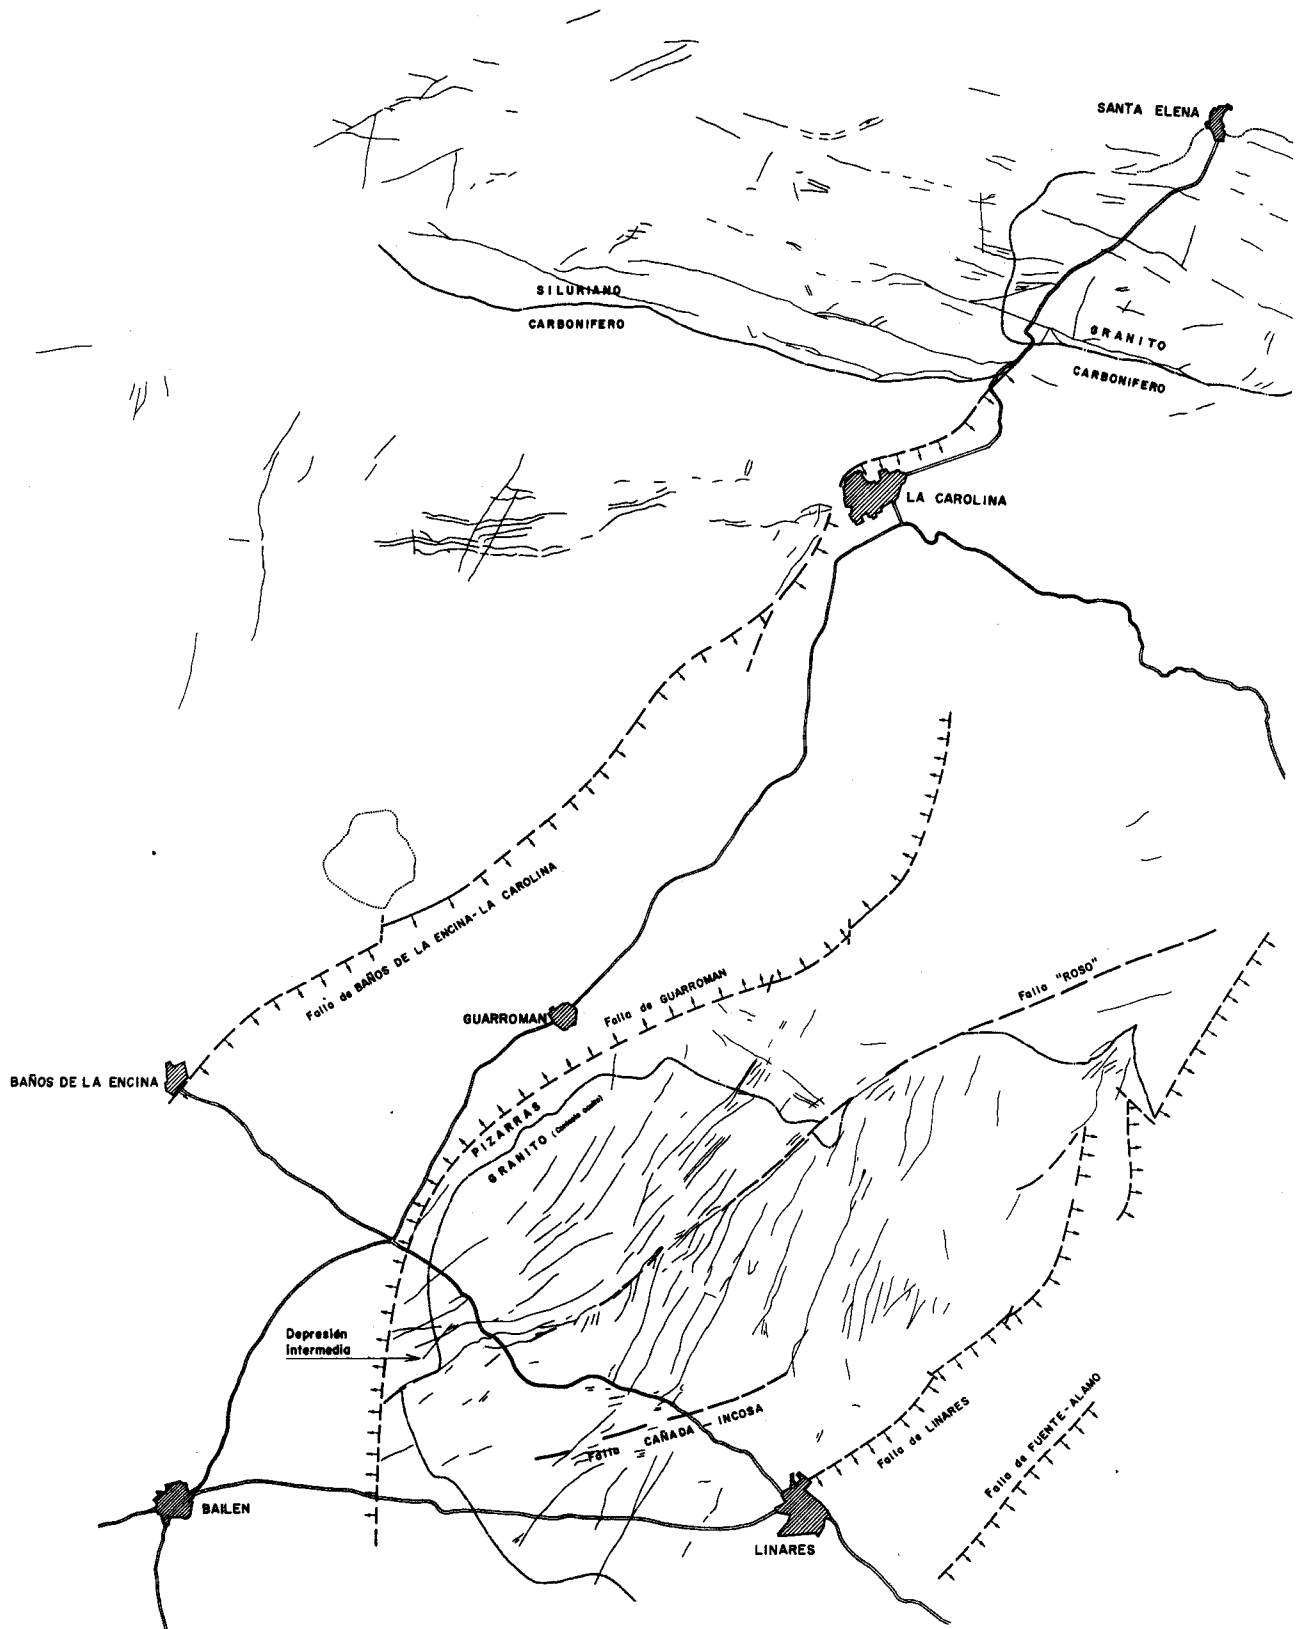 SANTA ELENA
SILURIANO
CARBONIFERO
GRANITO
CARBONIFERO
LA CAROLINA
Falla de BAÑOS DE LA ENCINA-LA CAROLINA
Falla de GUARROMAN
Falla "ROSO"
GUARROMAN
BAÑOS DE LA ENCINA
PIZARRAS
GRANITO (Contacto oculto)
Depresión
intermedia
Falla CAÑADA - INCOSA
Falla de LINARES
Falla de FUENTE-ALAMO
BAILEN
LINARES